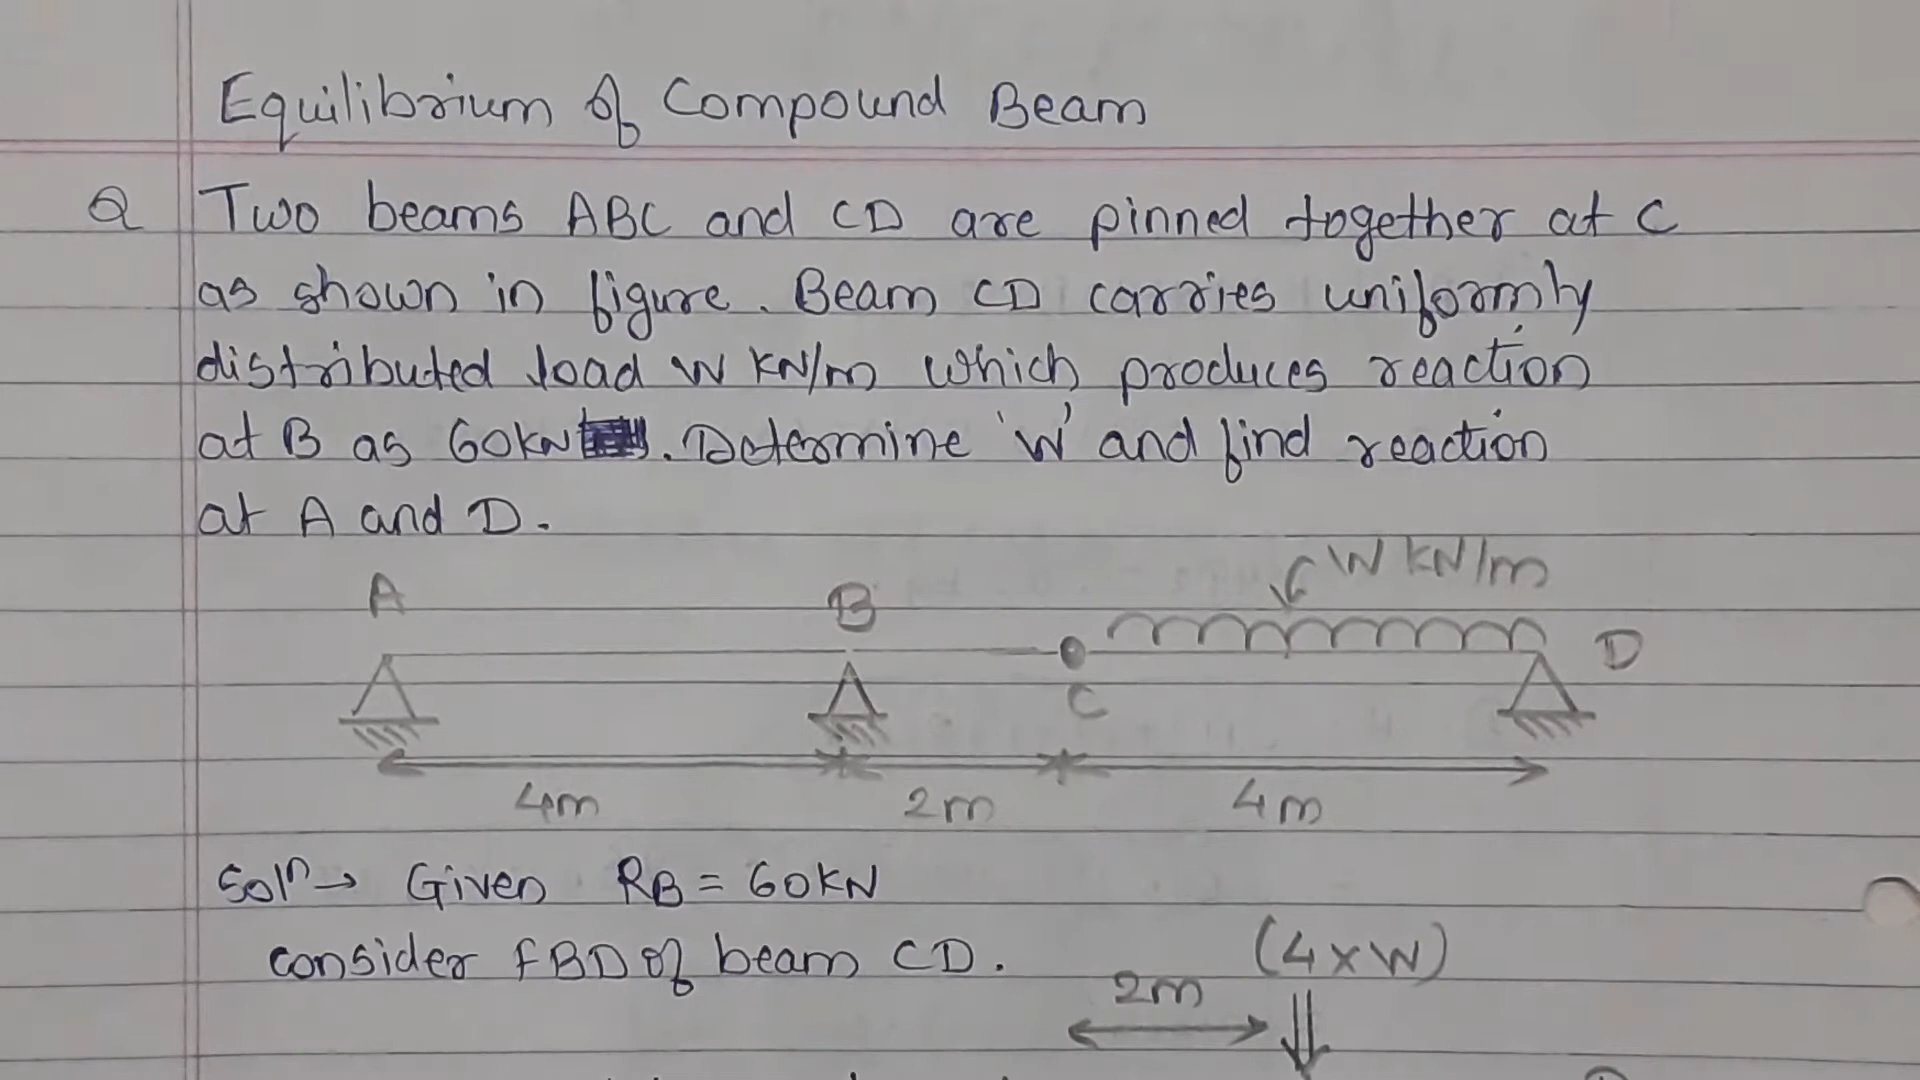 Equilibrium of Compound Beam
Q Two beams ABC and CD are pinned together at C
as shown in figure. Beam CD carries uniformly
distributed load W KN/m which produces reaction
at B as 60KN. Determine 'W' and find reaction
at A and D.
W KN/m
A B D
C
4m 2m 4m
Solⁿ→ Given RB = 60KN
consider FBD of beam CD.
(4×W)
2m